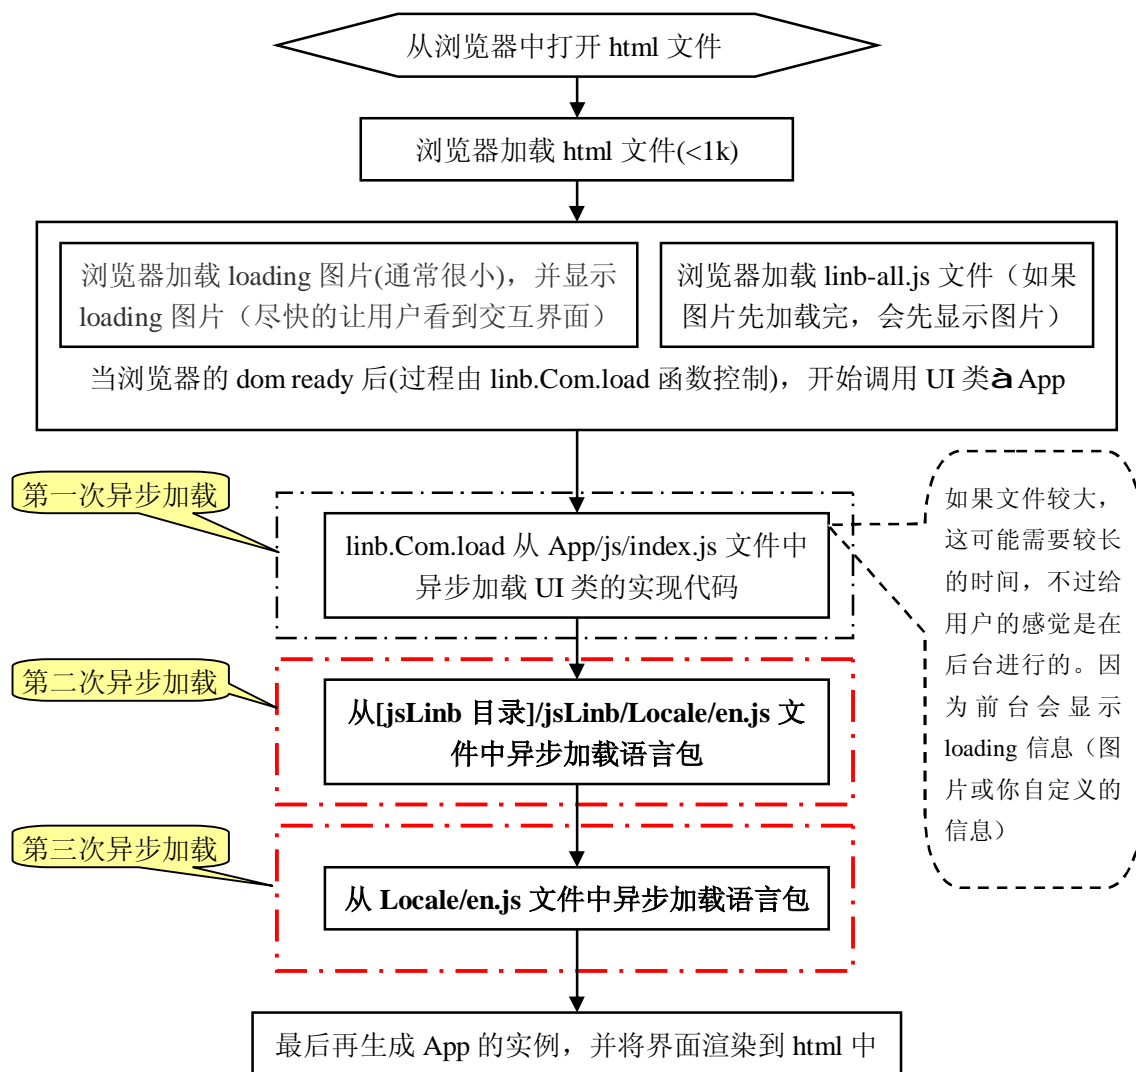 从浏览器中打开 html 文件
浏览器加载 html 文件(<1k)
浏览器加载 loading 图片(通常很小)，并显示
loading 图片（尽快的让用户看到交互界面）
浏览器加载 linb-all.js 文件（如果
图片先加载完，会先显示图片）
当浏览器的 dom ready 后(过程由 linb.Com.load 函数控制)，开始调用 UI 类à App
第一次异步加载
linb.Com.load 从 App/js/index.js 文件中
异步加载 UI 类的实现代码
如果文件较大，
这可能需要较长
的时间，不过给
用户的感觉是在
后台进行的。因
为前台会显示
loading 信息（图
片或你自定义的
信息）
第二次异步加载
从[jsLinb 目录]/jsLinb/Locale/en.js 文
件中异步加载语言包
第三次异步加载
从 Locale/en.js 文件中异步加载语言包
最后再生成 App 的实例，并将界面渲染到 html 中